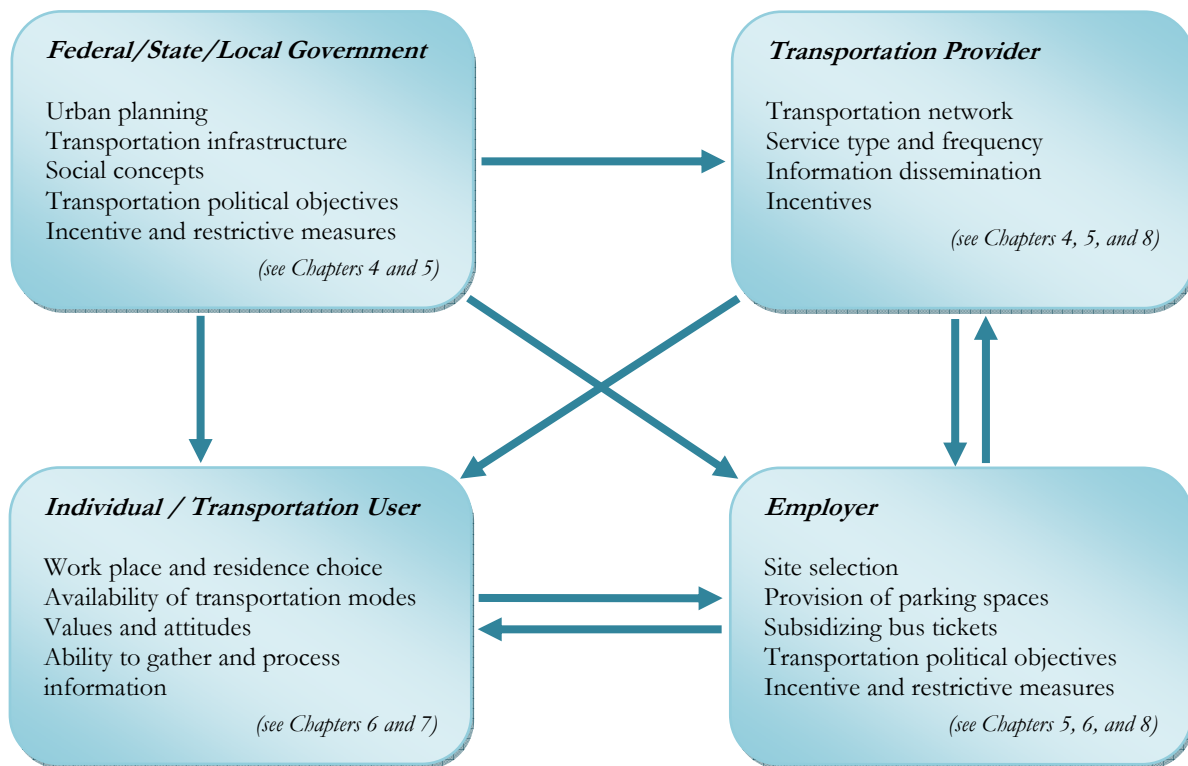 Federal/State/Local Government
Urban planning
Transportation infrastructure
Social concepts
Transportation political objectives
Incentive and restrictive measures
(see Chapters 4 and 5)
Transportation Provider
Transportation network
Service type and frequency
Information dissemination
Incentives
(see Chapters 4, 5, and 8)
Individual / Transportation User
Work place and residence choice
Availability of transportation modes
Values and attitudes
Ability to gather and process
information
(see Chapters 6 and 7)
Employer
Site selection
Provision of parking spaces
Subsidizing bus tickets
Transportation political objectives
Incentive and restrictive measures
(see Chapters 5, 6, and 8)